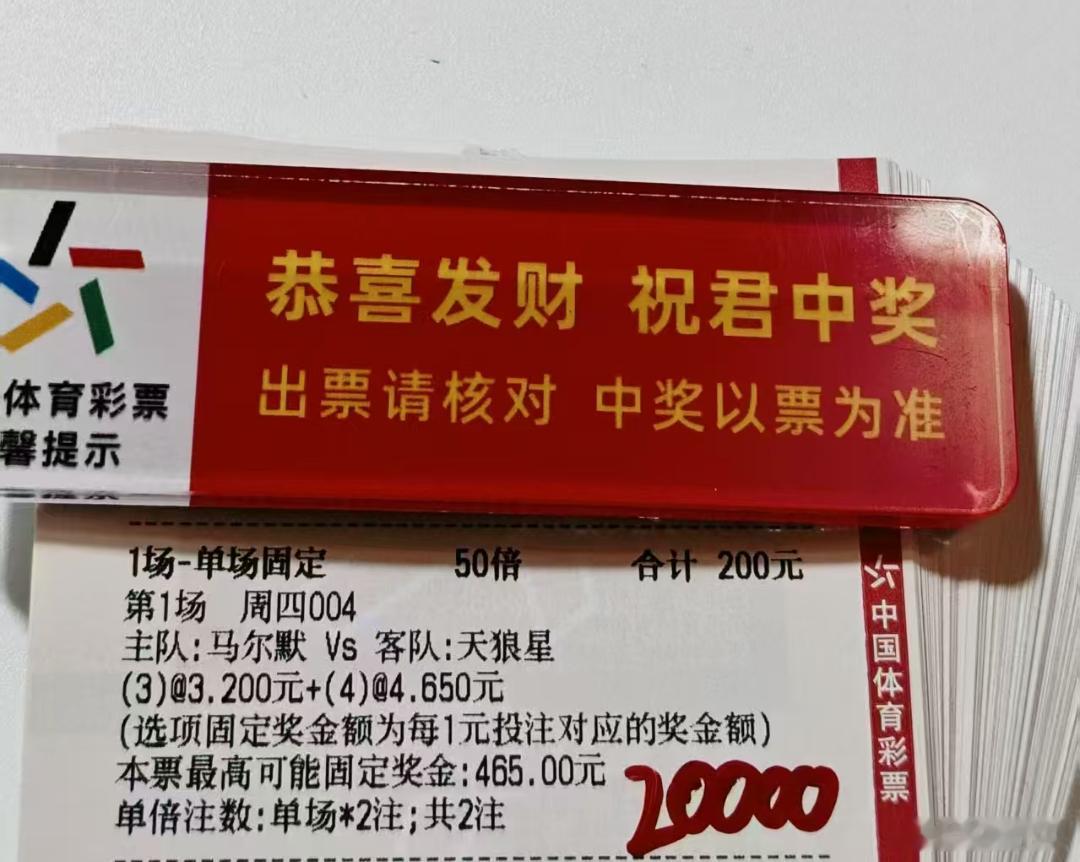 恭喜发财 祝君中奖
出票请核对 中奖以票为准
体育彩票
馨提示
1场-单场固定 50倍 合计 200元
第1场 周四004
主队:马尔默 Vs 客队:天狼星
(3)@3.200元+(4)@4.650元
(选项固定奖金额为每1元投注对应的奖金额)
本票最高可能固定奖金:465.00元
单倍注数:单场*2注;共2注
20000
中国体育彩票